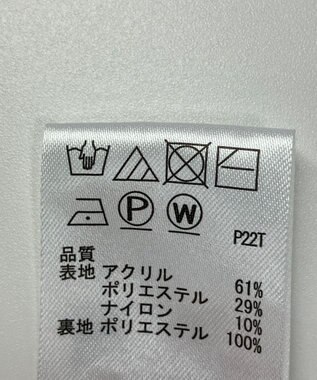 P W
P22T
品質
表地 アクリル 61%
ポリエステル 29%
ナイロン 10%
裏地 ポリエステル 100%